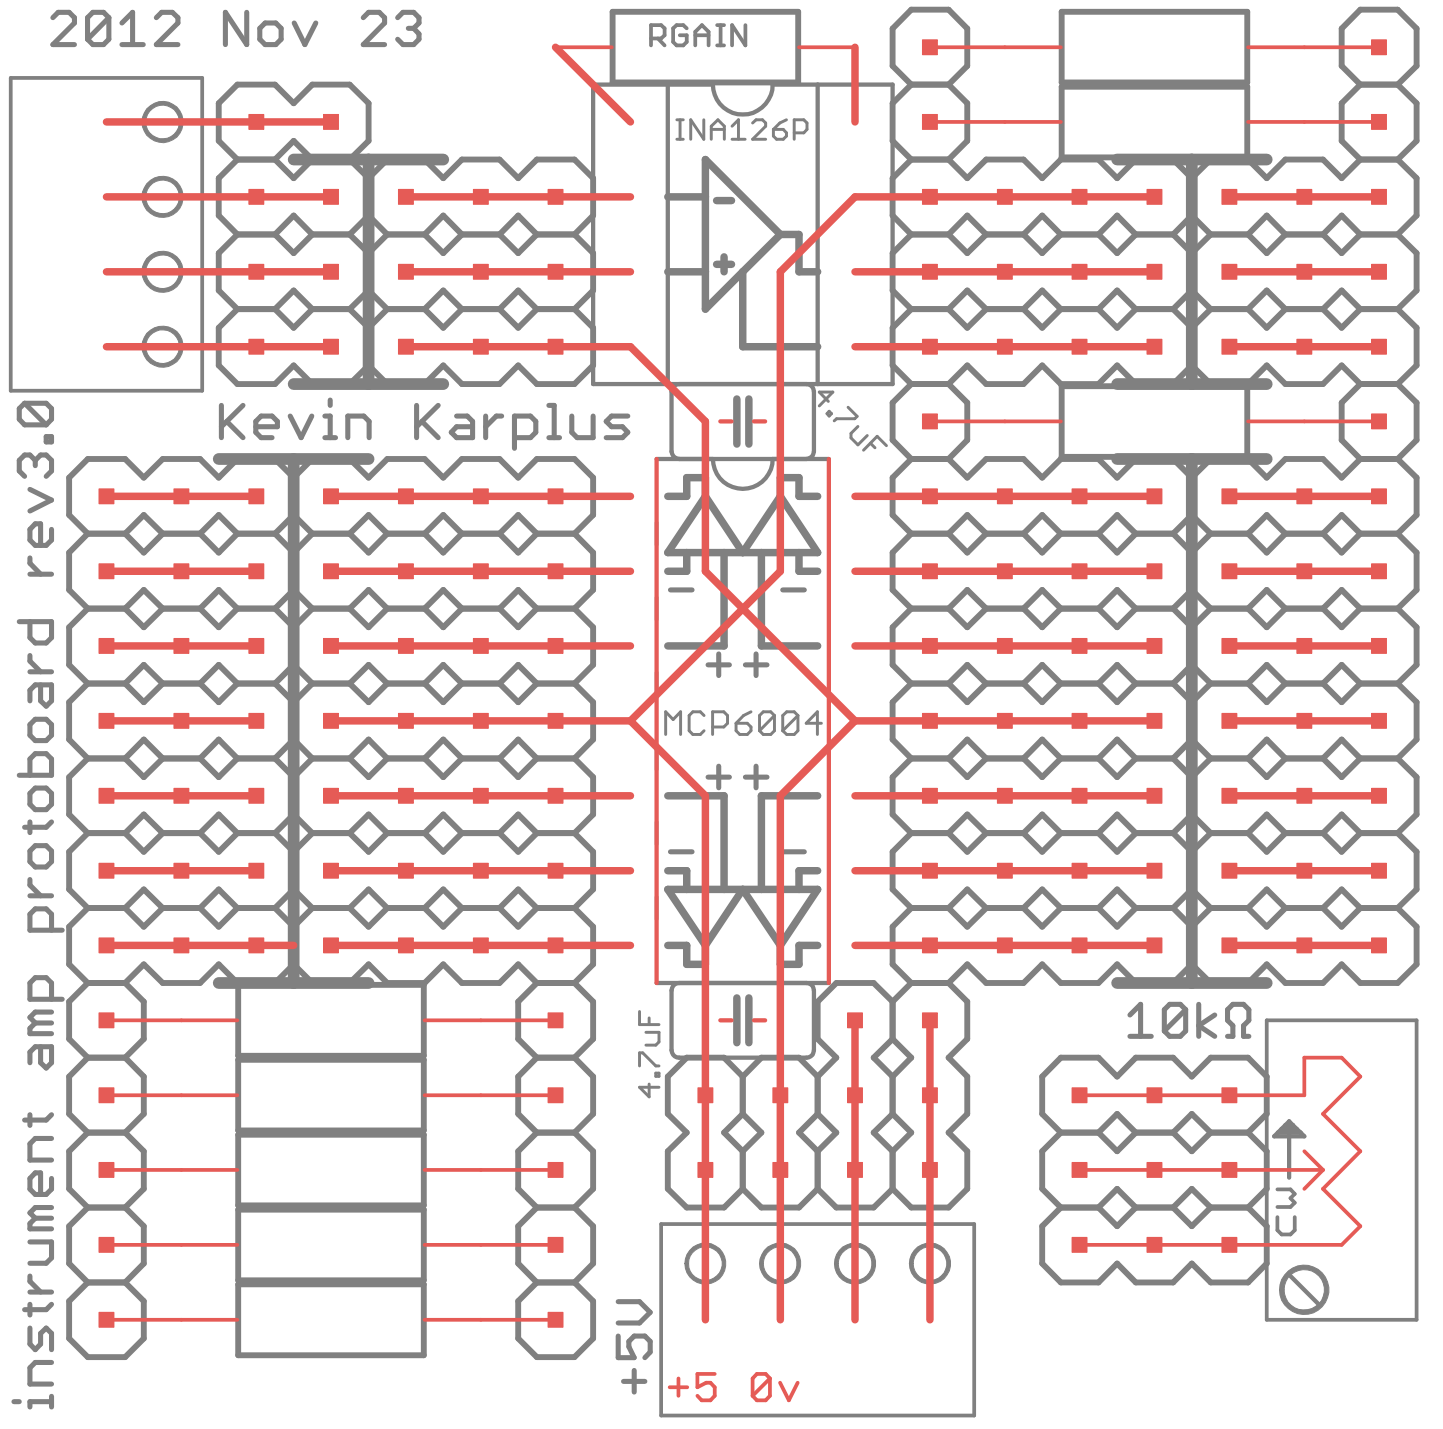 2012 Nov 23
RGAIN
INA126P
4.7uF
Kevin Karplus
instrument amp protoboard rev3.0
MCP6004
4.7uF
10kΩ
CW
+5V
+5 0v